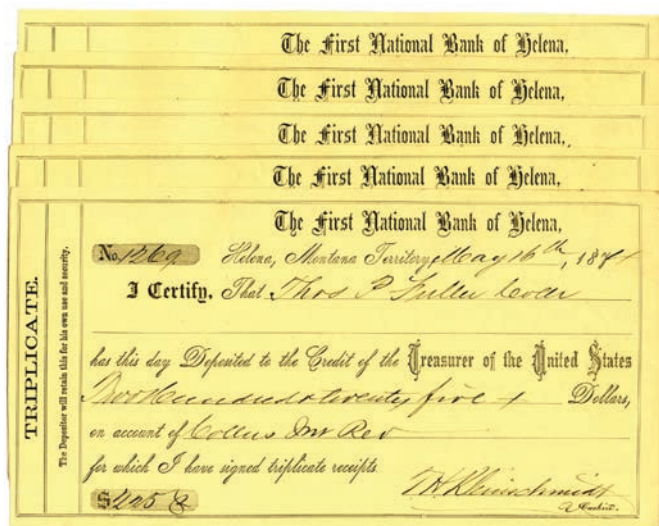 The First National Bank of Helena,
The First National Bank of Helena,
The First National Bank of Helena,
The First National Bank of Helena,
The First National Bank of Helena,
No. 1269 Helena, Montana Territory, May 16th, 1874
I Certify, That Thos P Fuller Coller
has this day Deposited to the Credit of the Treasurer of the United States
Two Hundred & twenty five Dollars,
on account of Collns Int Rev
for which I have signed triplicate receipts
T H Kleinschmidt
$225 A. Cashier.
TRIPLICATE.
The Depositor will retain this for his own use and security.